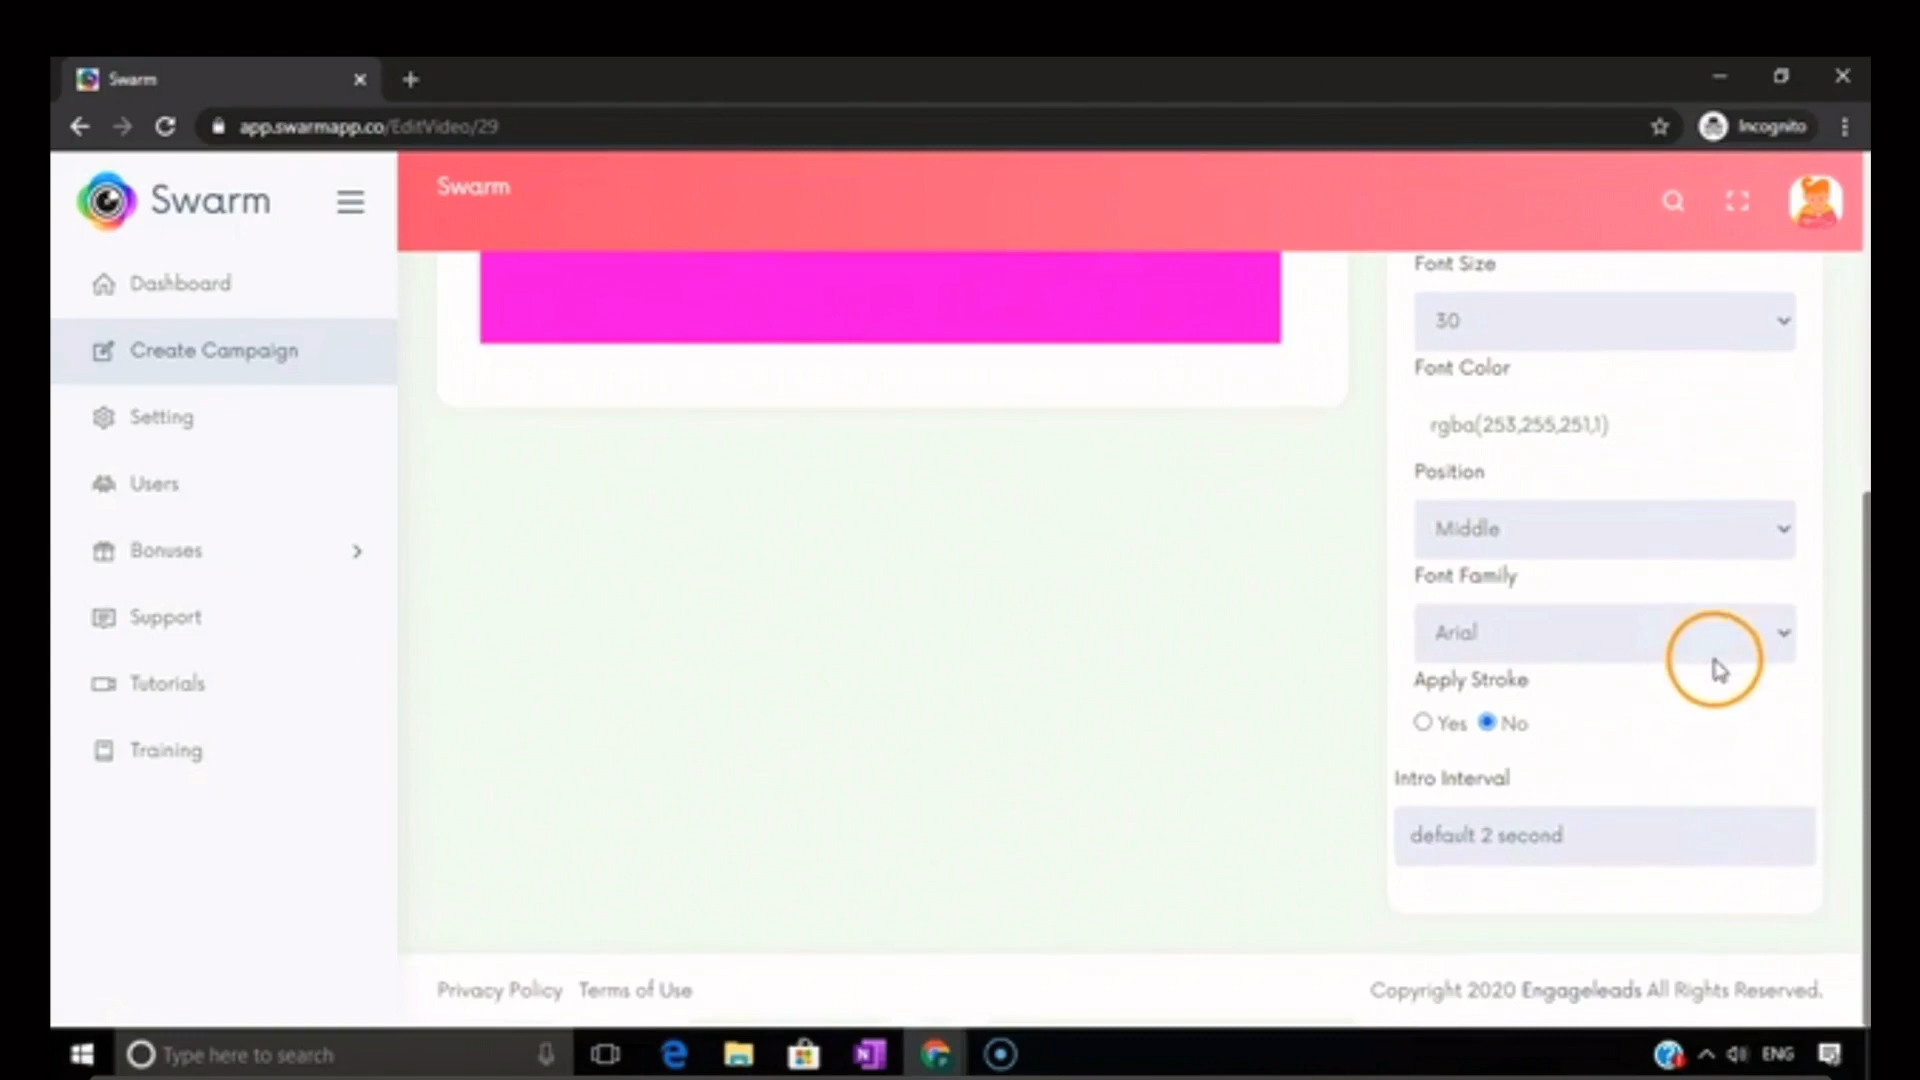 Swarm
app.swarmapp.co/EditVideo/29
Incognito
Swarm
Swarm
Dashboard
Create Campaign
Setting
Users
Bonuses
Support
Tutorials
Training
Font Size
30
Font Color
rgba(253,255,251,1)
Position
Middle
Font Family
Arial
Apply Stroke
Yes No
Intro Interval
default 2 second
Privacy Policy Terms of Use
Copyright 2020 Engageleads All Rights Reserved.
Type here to search
ENG